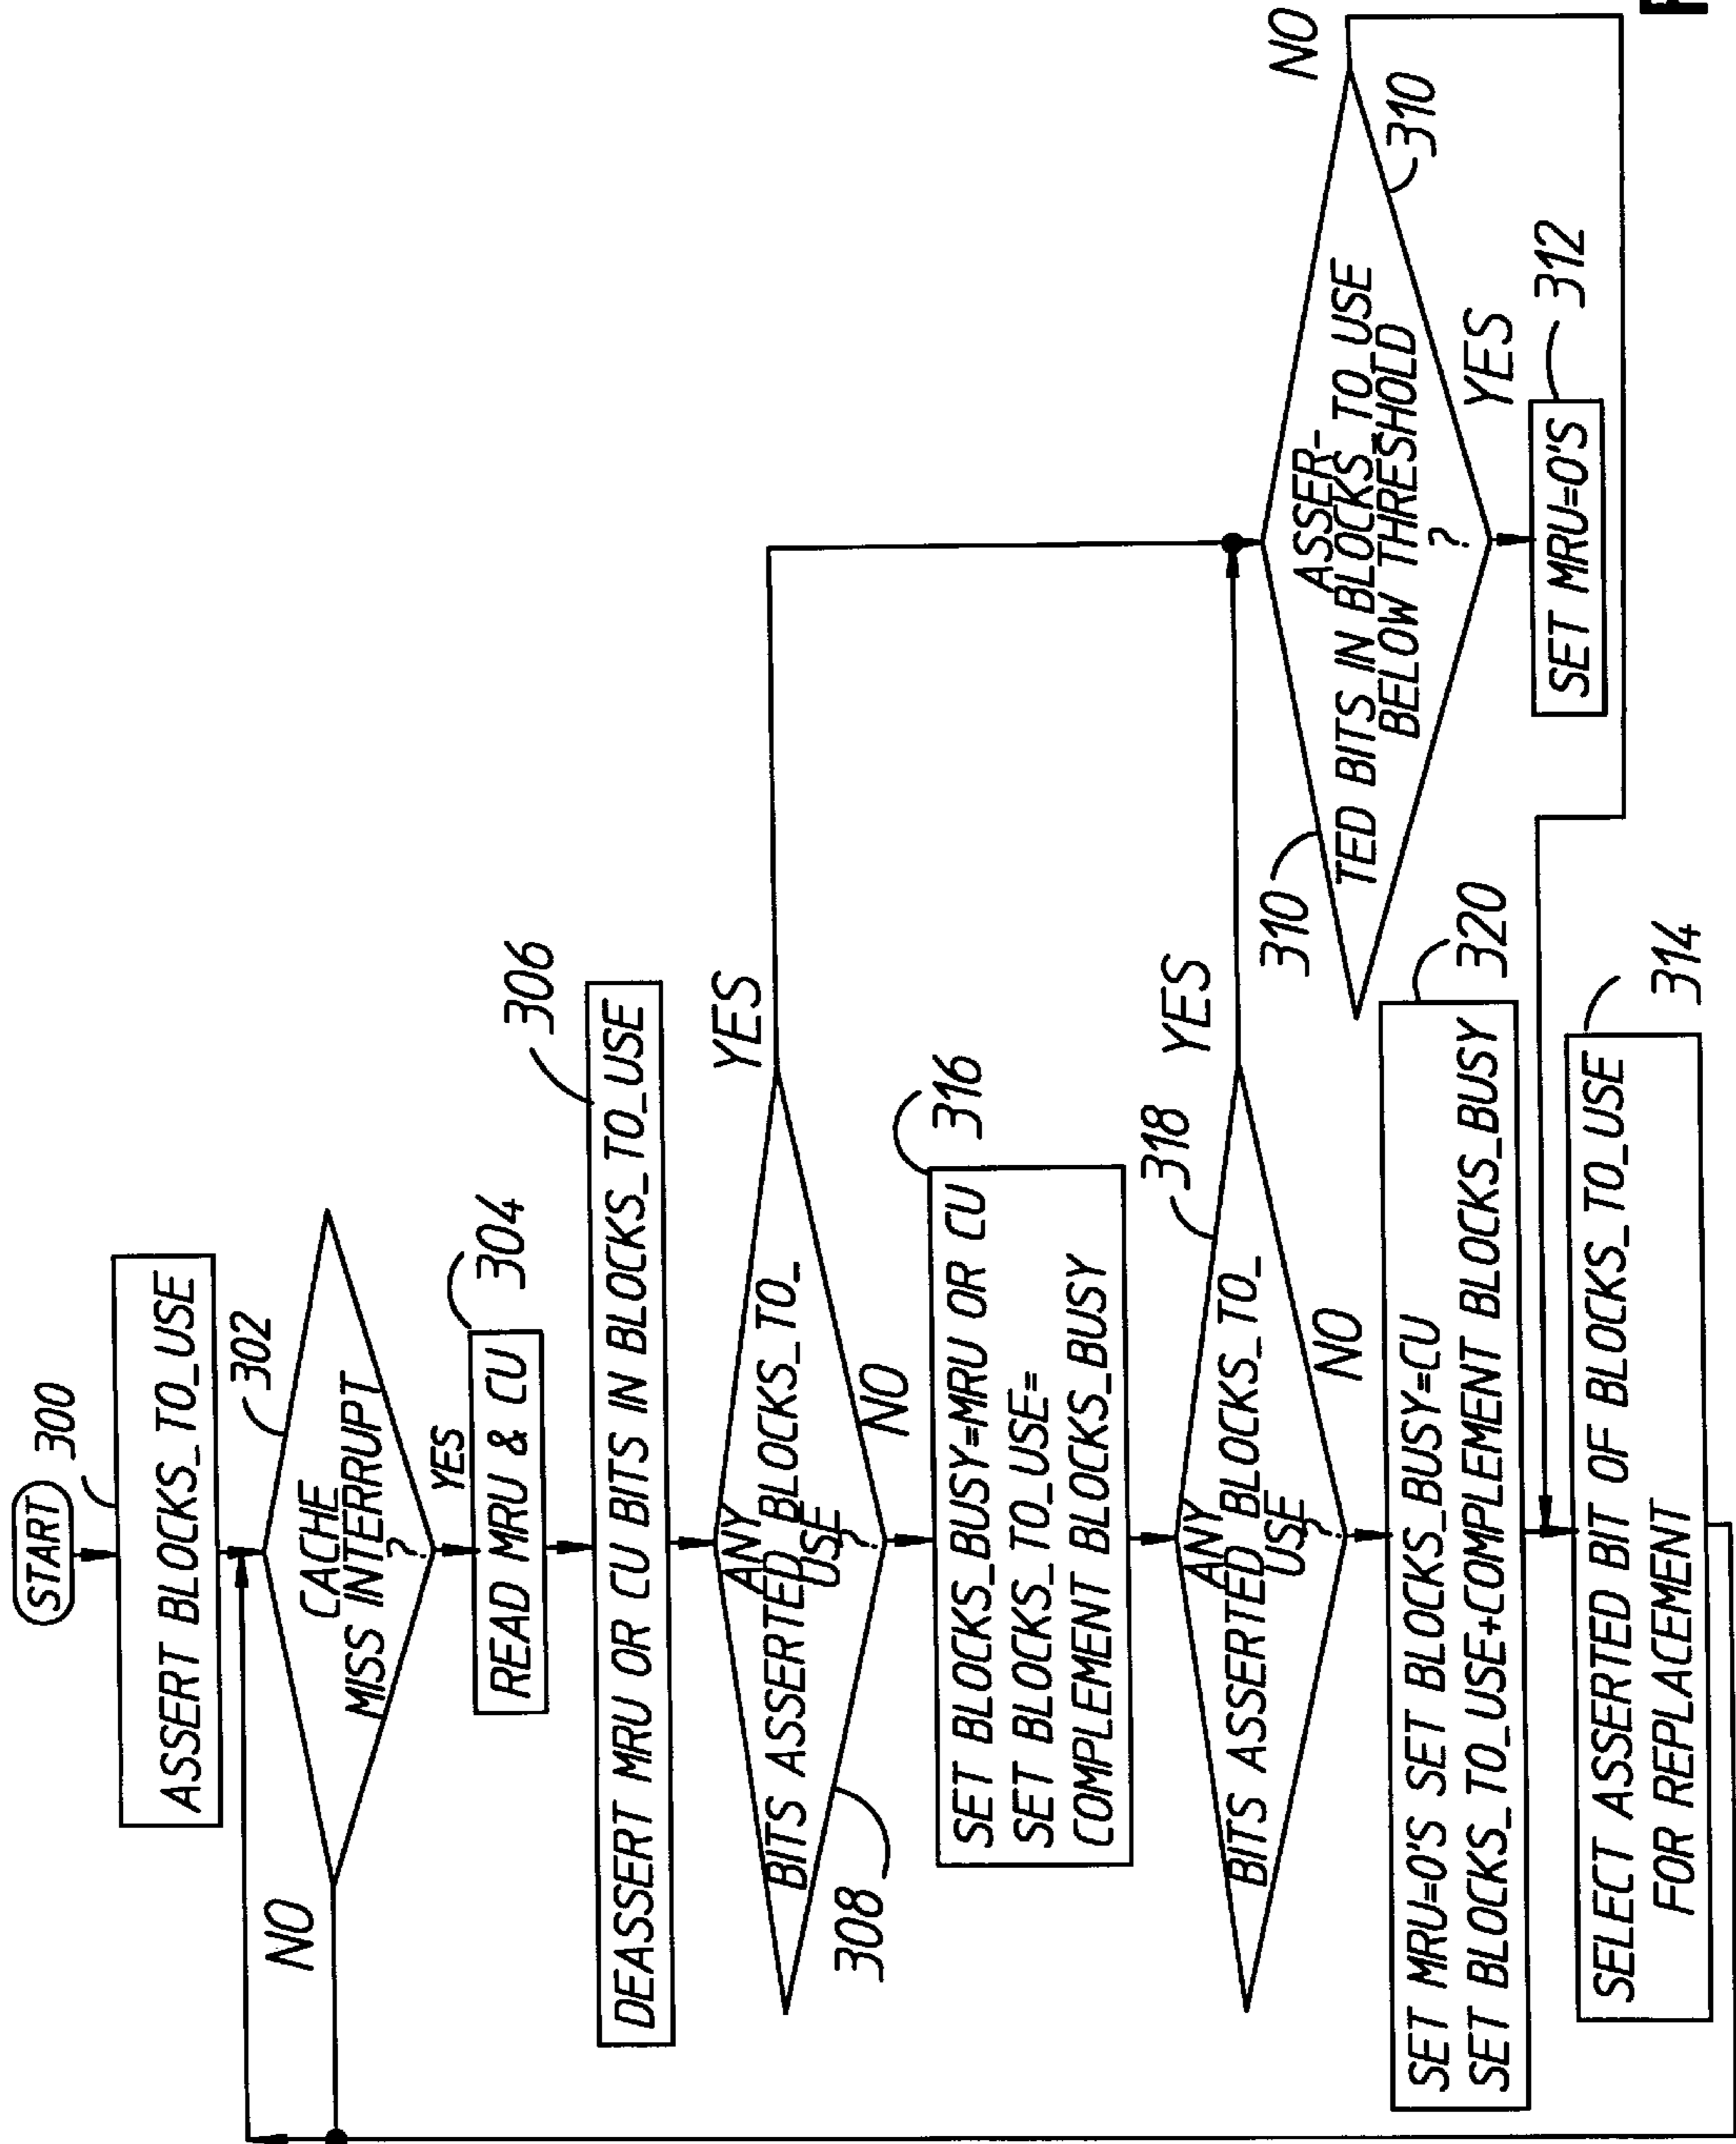 START
300
ASSERT BLOCKS_TO_USE
302
CACHE
MISS INTERRUPT
?
NO
YES
304
READ MRU & CU
306
DEASSERT MRU OR CU BITS IN BLOCKS_TO_USE
ANY
BITS ASSERTED BLOCKS_TO_
USE
?
YES
308
NO
316
SET BLOCKS_BUSY=MRU OR CU
SET BLOCKS_TO_USE=
COMPLEMENT BLOCKS_BUSY
318
ANY
BITS ASSERTED BLOCKS_TO_
USE
?
YES
NO
310
ASSER-
TED BITS IN BLOCKS_TO_USE
BELOW THRESHOLD
?
NO
310
YES
312
SET MRU=0'S
320
SET MRU=0'S SET BLOCKS_BUSY=CU
SET BLOCKS_TO_USE+COMPLEMENT BLOCKS_BUSY
314
SELECT ASSERTED BIT OF BLOCKS_TO_USE
FOR REPLACEMENT